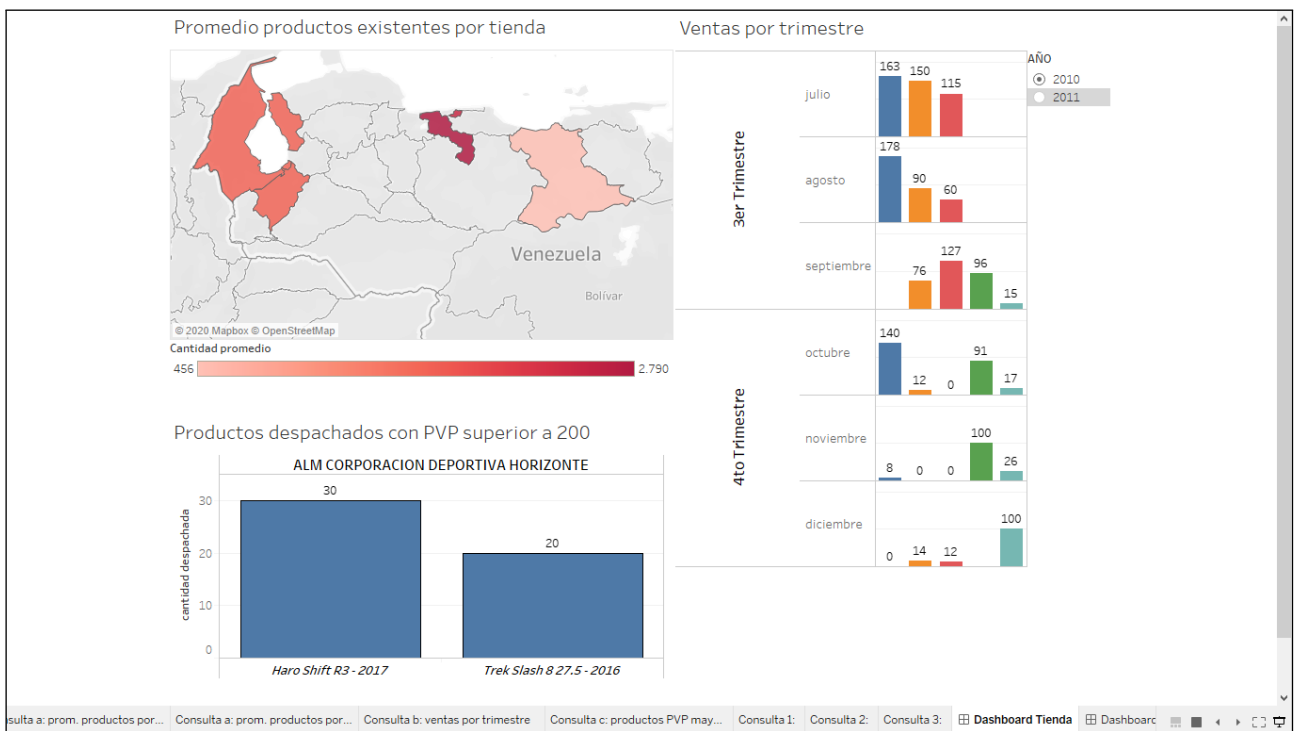 Promedio productos existentes por tienda
Venezuela
Bolívar
© 2020 Mapbox © OpenStreetMap
Cantidad promedio
456
2.790
Productos despachados con PVP superior a 200
ALM CORPORACION DEPORTIVA HORIZONTE
cantidad despachada
30
20
10
0
30
20
Haro Shift R3 - 2017
Trek Slash 8 27.5 - 2016
Ventas por trimestre
3er Trimestre
julio
163 150 115
agosto
178 90 60
septiembre
76 127 96 15
4to Trimestre
octubre
140 12 0 91 17
noviembre
8 0 0 100 26
diciembre
0 14 12 100
AÑO
2010
2011
sulta a: prom. productos por... Consulta a: prom. productos por... Consulta b: ventas por trimestre Consulta c: productos PVP may... Consulta 1: Consulta 2: Consulta 3: Dashboard Tienda Dashboard